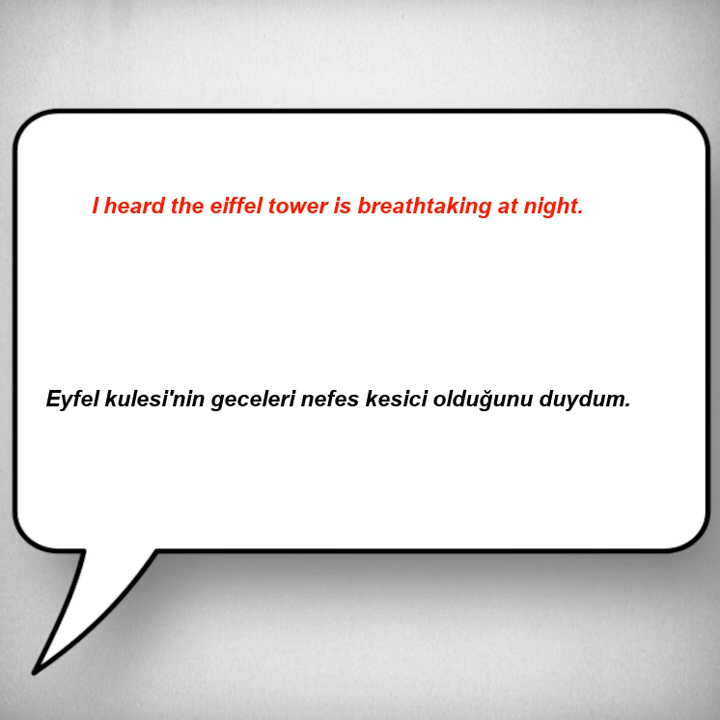 I heard the eiffel tower is breathtaking at night.
Eyfel kulesi'nin geceleri nefes kesici olduğunu duydum.